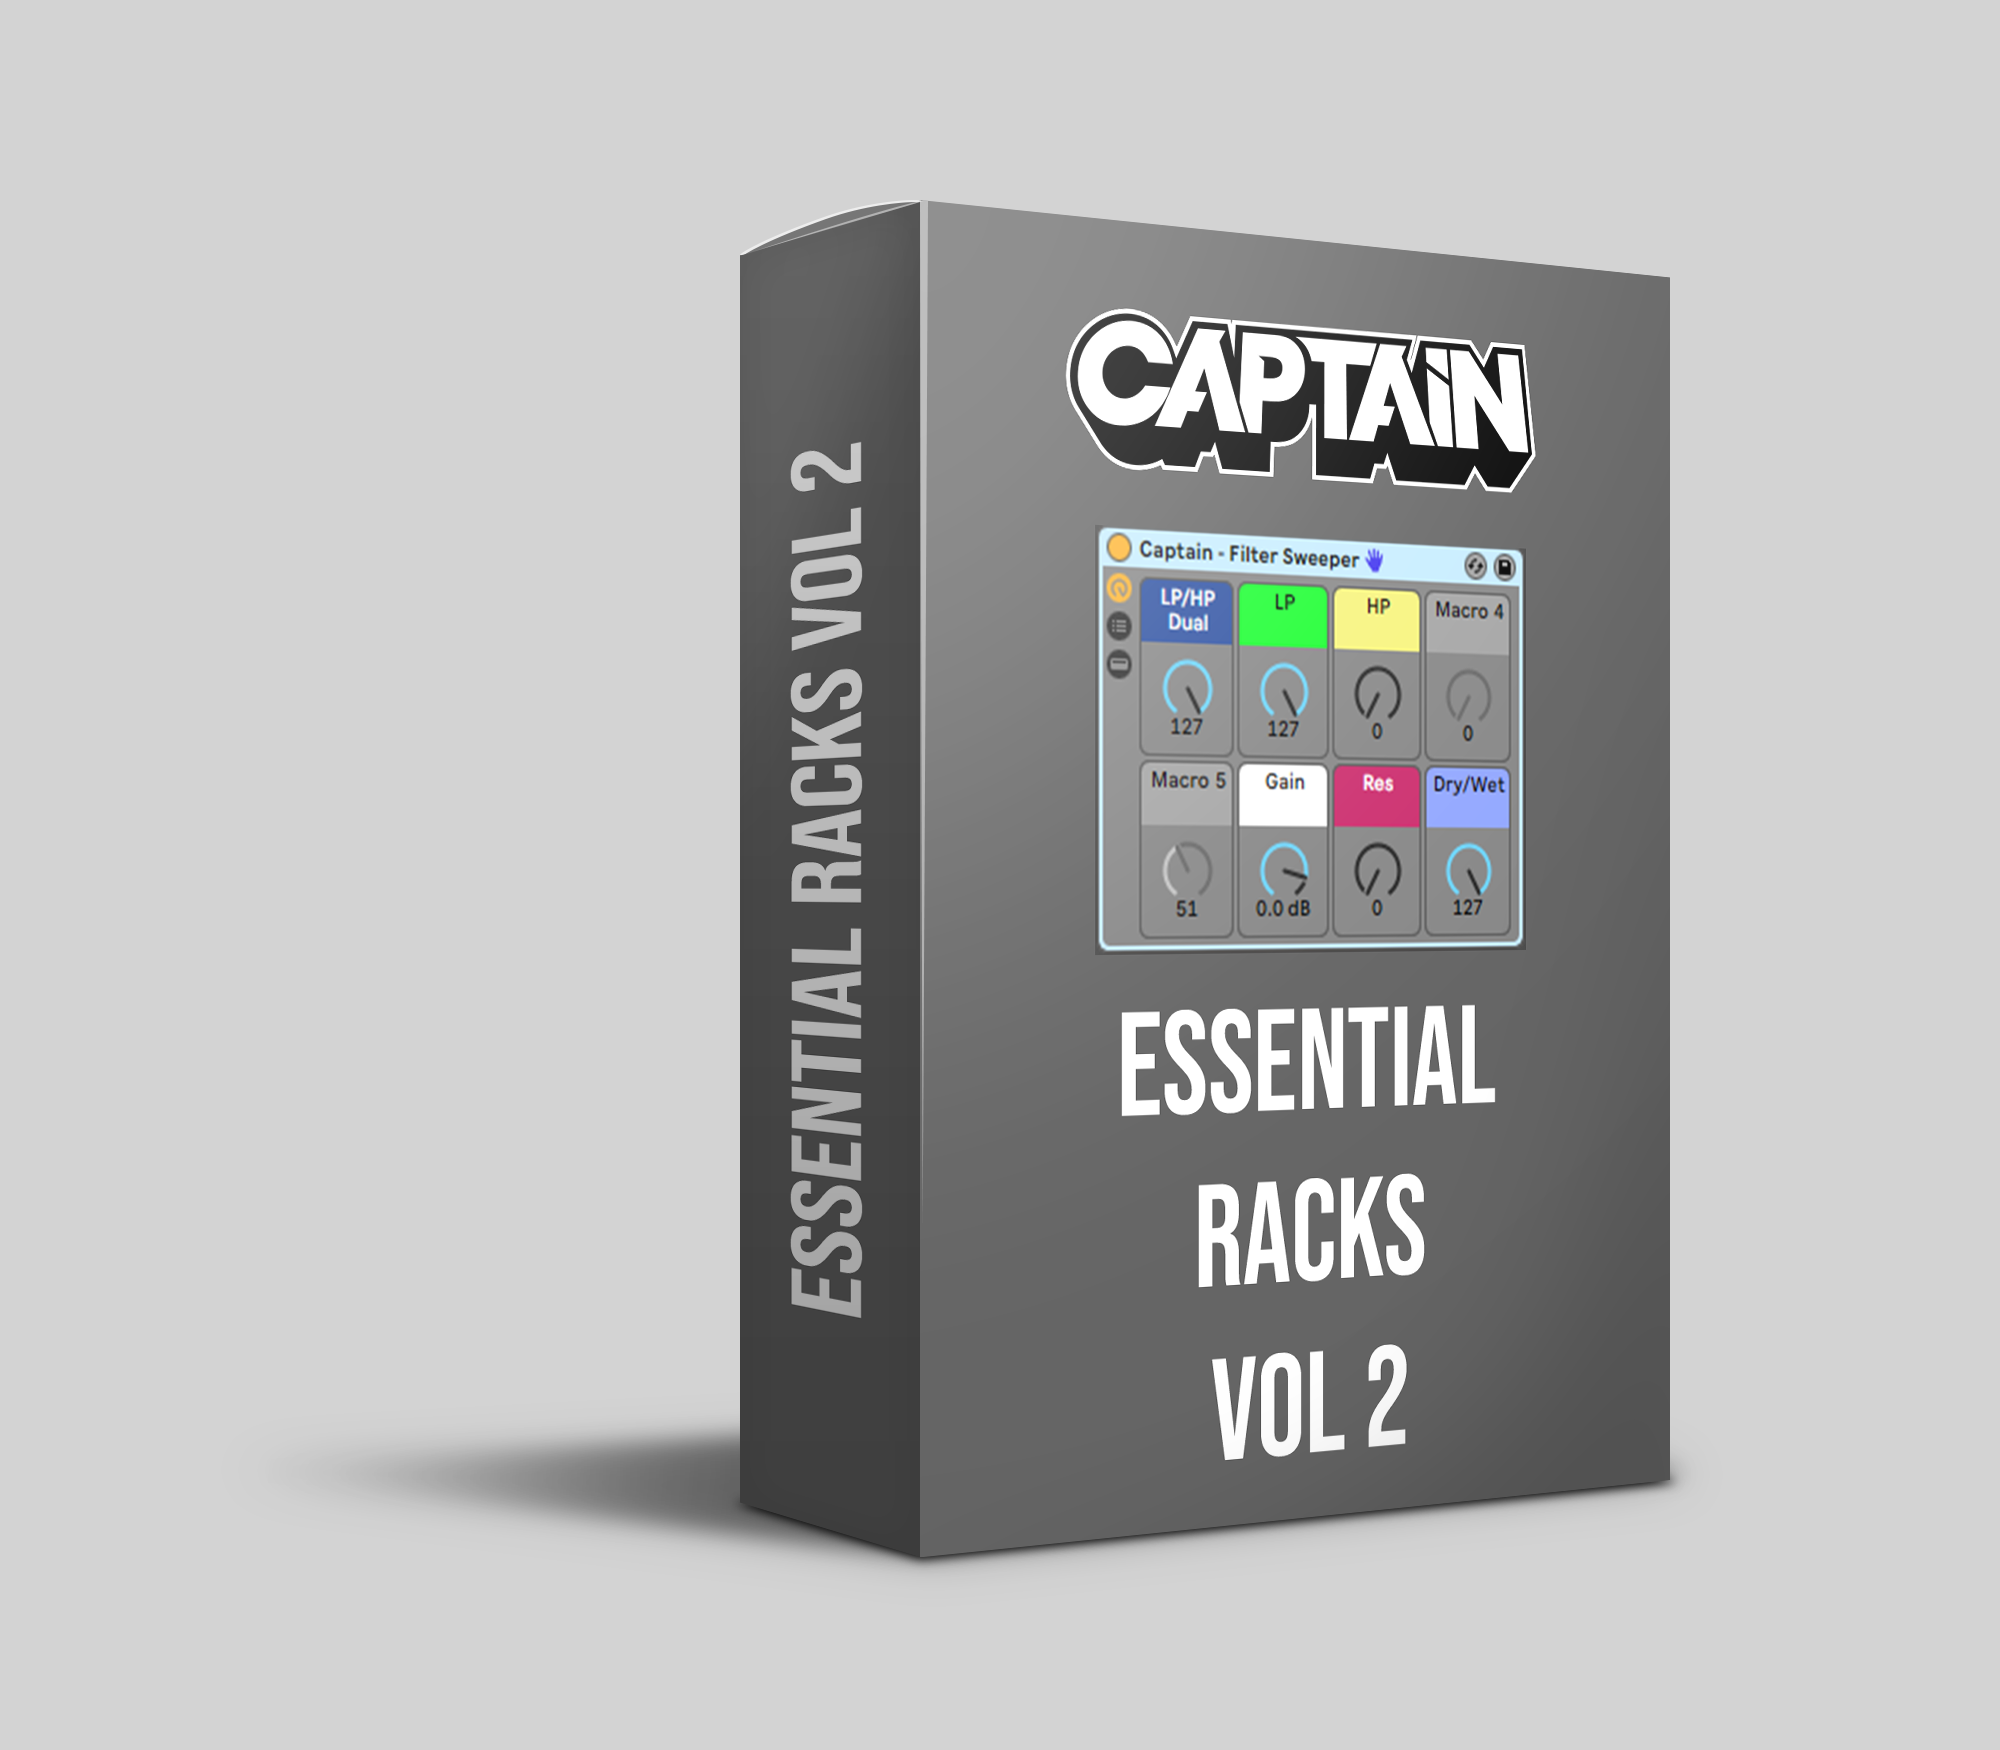 ESSENTIAL RACKS VOL 2
CAPTAiN
Captain - Filter Sweeper
LP/HP Dual
LP
HP
Macro 4
127
127
0
0
Macro 5
Gain
Res
Dry/Wet
51
0.0 dB
0
127
ESSENTIAL
RACKS
VOL 2